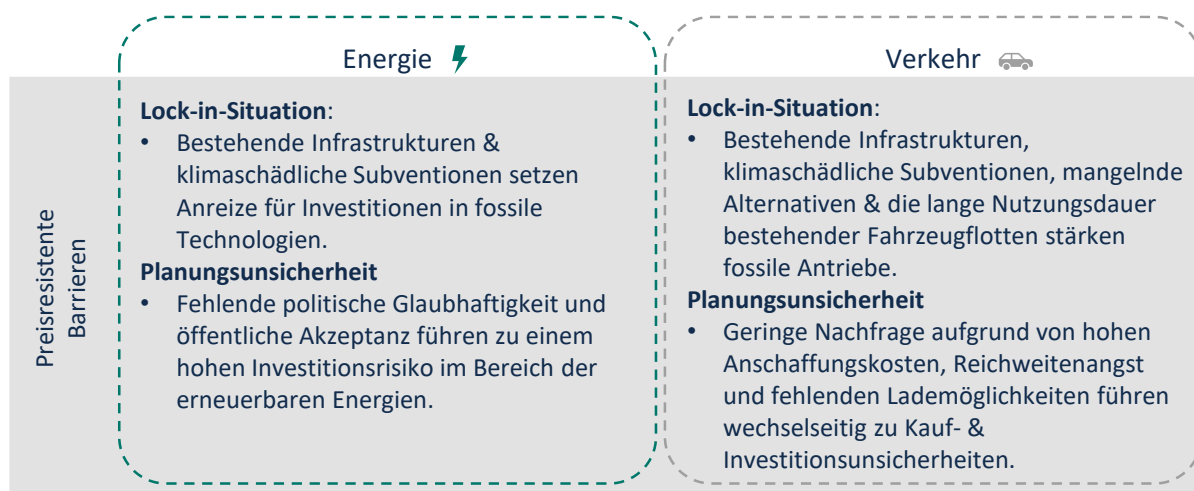 Energie
Verkehr
Preisresistente
Barrieren
Lock-in-Situation:
• Bestehende Infrastrukturen &
klimaschädliche Subventionen setzen
Anreize für Investitionen in fossile
Technologien.
Planungsunsicherheit
• Fehlende politische Glaubhaftigkeit und
öffentliche Akzeptanz führen zu einem
hohen Investitionsrisiko im Bereich der
erneuerbaren Energien.
Lock-in-Situation:
• Bestehende Infrastrukturen,
klimaschädliche Subventionen, mangelnde
Alternativen & die lange Nutzungsdauer
bestehender Fahrzeugflotten stärken
fossile Antriebe.
Planungsunsicherheit
• Geringe Nachfrage aufgrund von hohen
Anschaffungskosten, Reichweitenangst
und fehlenden Lademöglichkeiten führen
wechselseitig zu Kauf- &
Investitionsunsicherheiten.